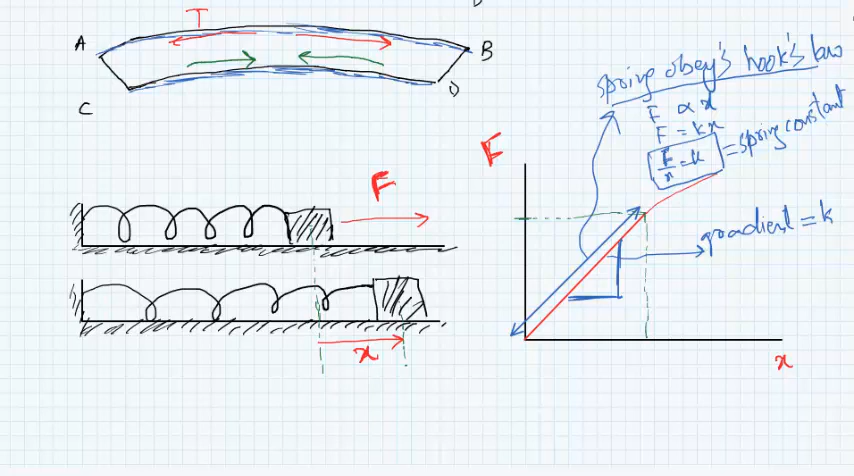 T
A
B
C
D
spring obey's hook's law
F ∝ x
F = kx
F/x = k = spring constant
F
F
gradient = k
x
x